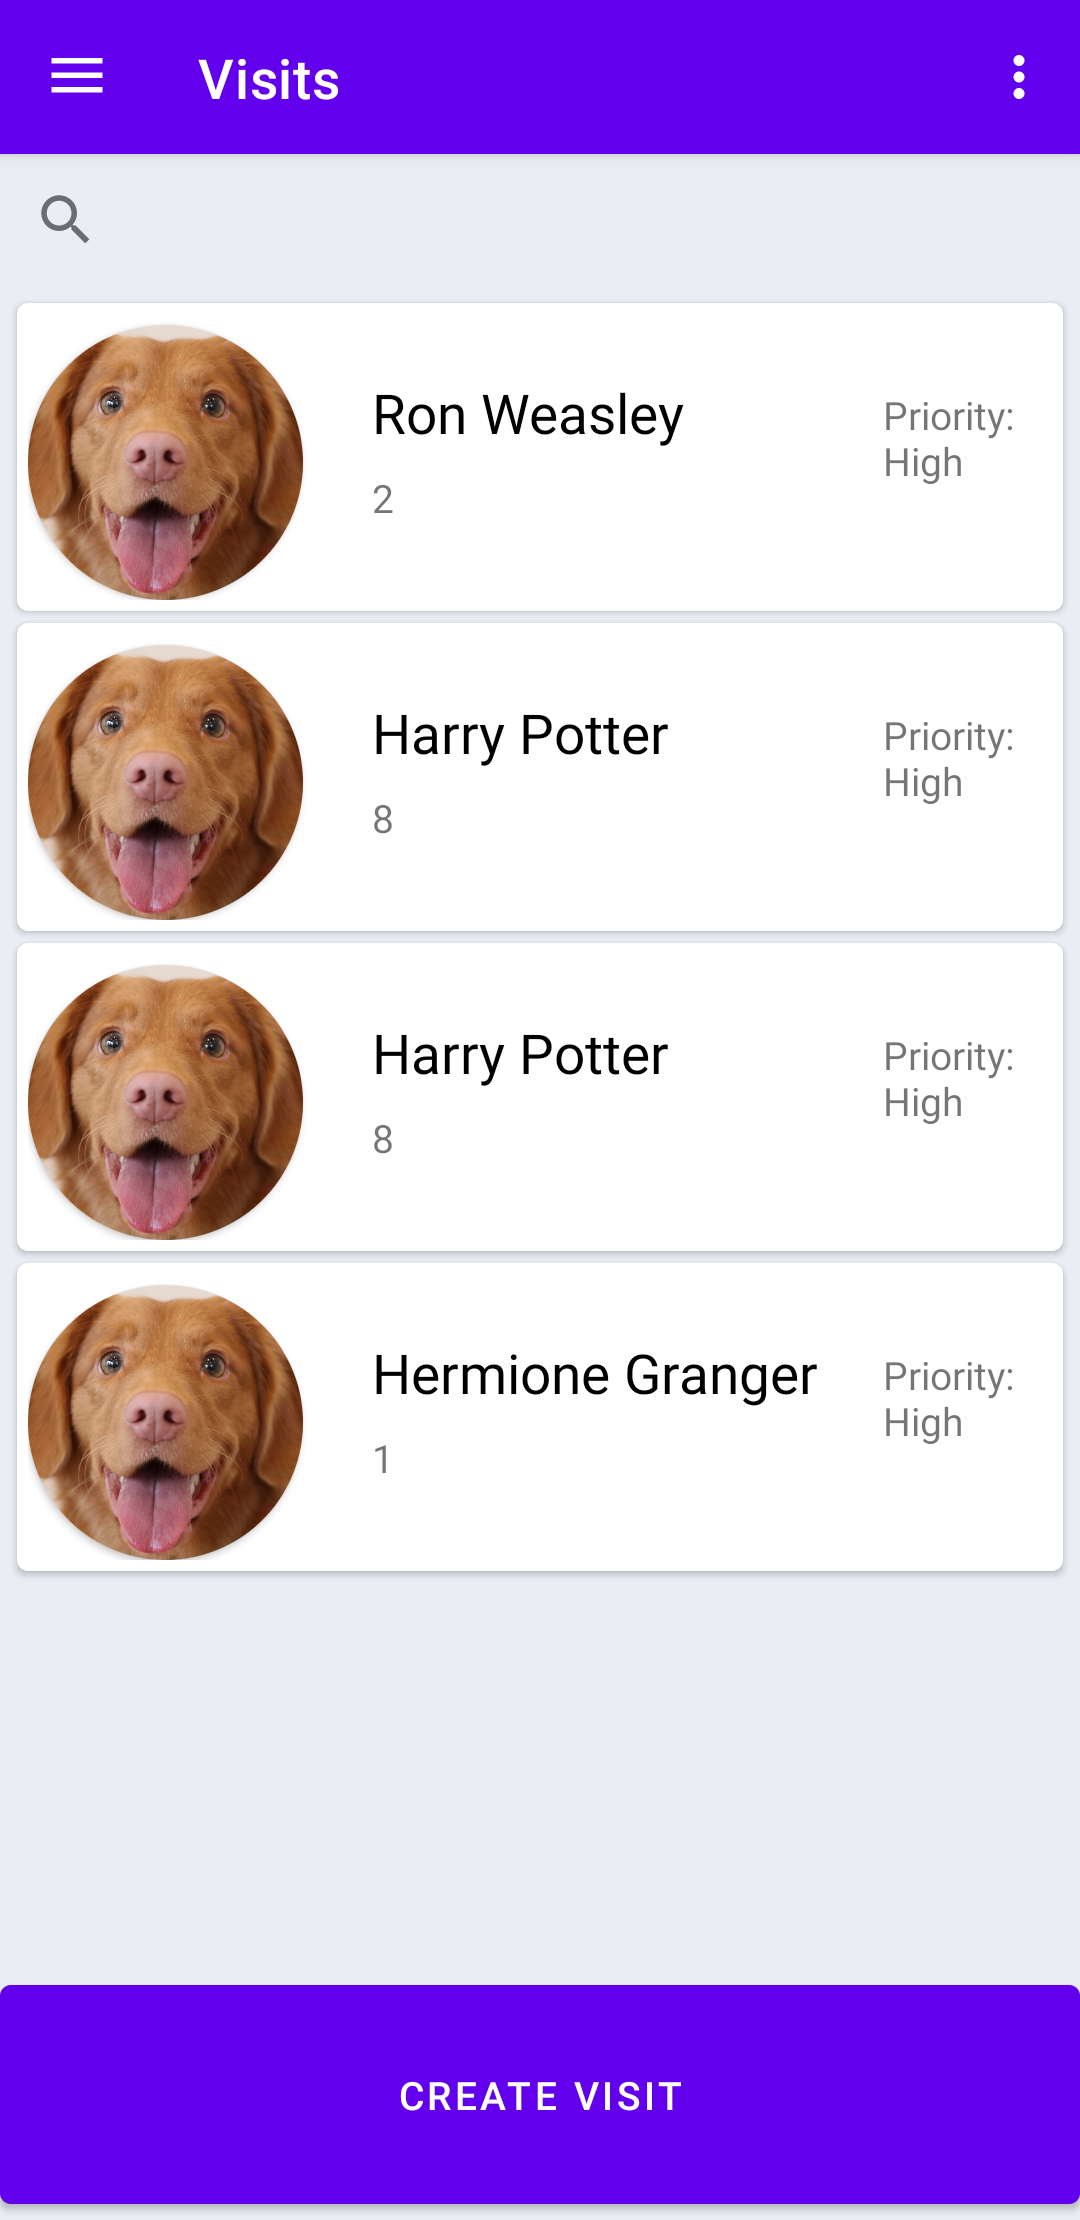 Visits
Ron Weasley
Priority:
High
2
Harry Potter
Priority:
High
8
Harry Potter
Priority:
High
8
Hermione Granger
Priority:
High
1
CREATE VISIT